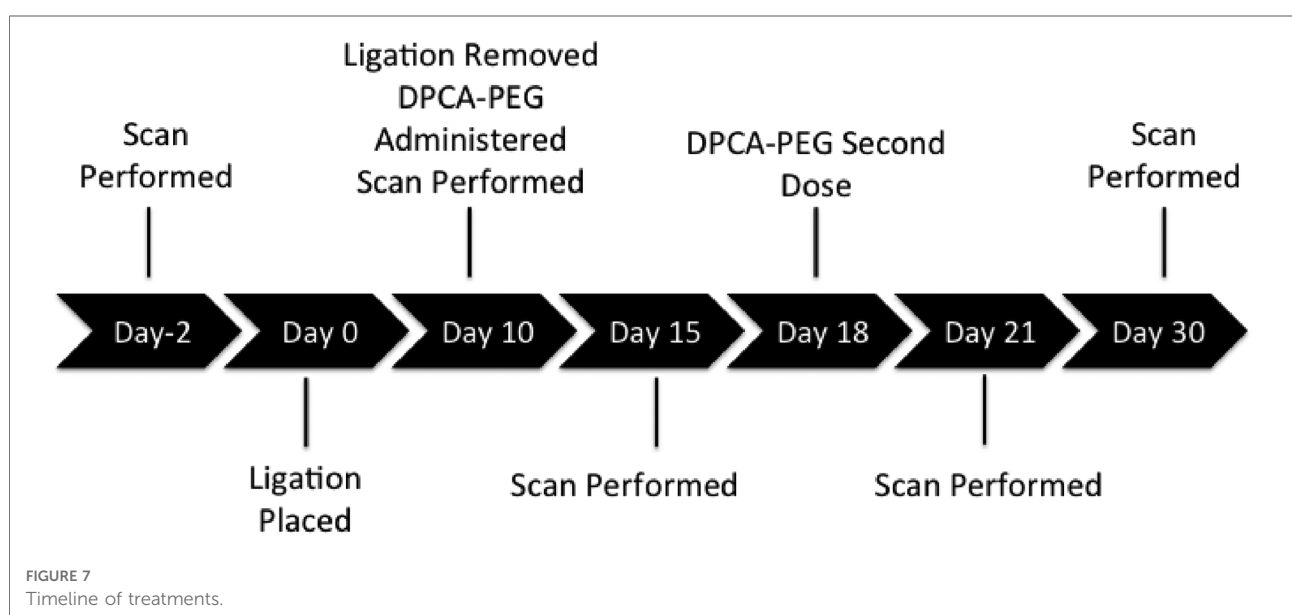 Ligation Removed
DPCA-PEG
Administered
Scan Performed
Scan
Performed
DPCA-PEG Second
Dose
Scan
Performed
Day-2
Day 0
Day 10
Day 15
Day 18
Day 21
Day 30
Ligation
Placed
Scan Performed
Scan Performed
FIGURE 7
Timeline of treatments.